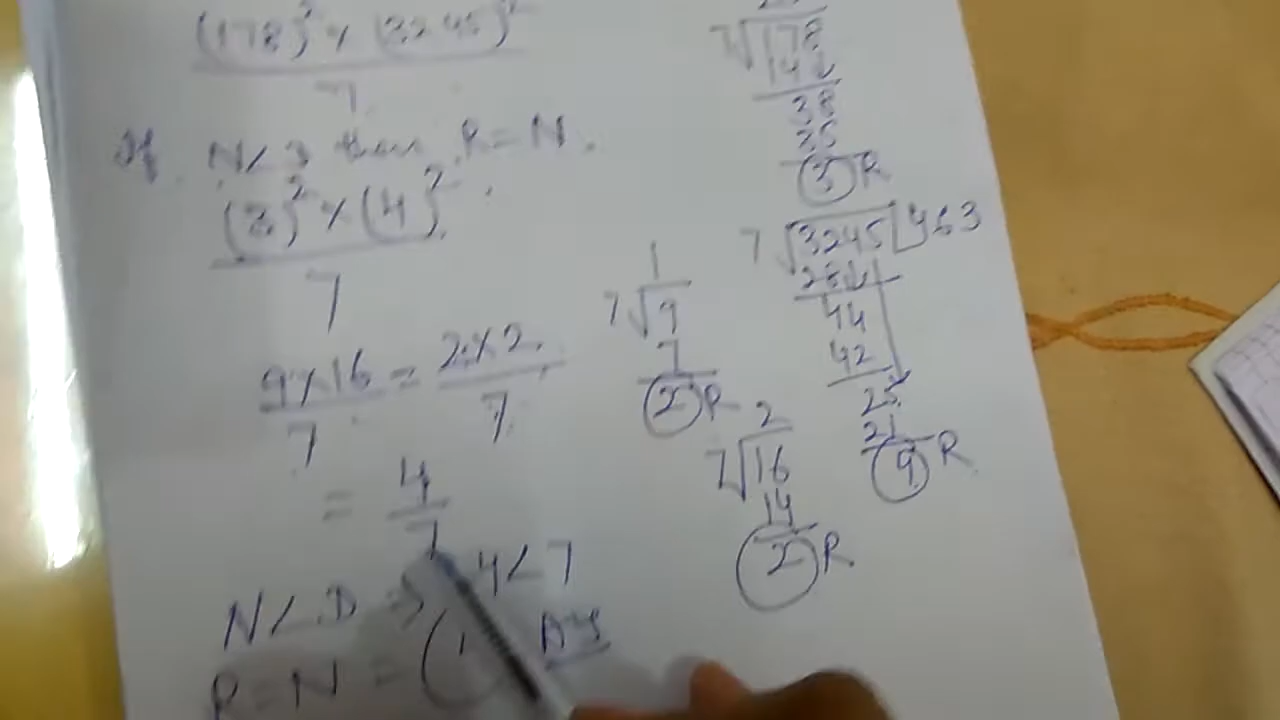 (178)² × (3245)²
7
If N<D then R=N.
(3)² × (4)²
7
9×16 = 2×2
7 7
= 4
7
N<D ⇒ 4<7
R=N = ( Ans
7√178
14↓
38
35
3 R
7√3245 463
28↓
44
42
25
21
4 R
1
7√9
7
2 R
2
7√16
14
2 R